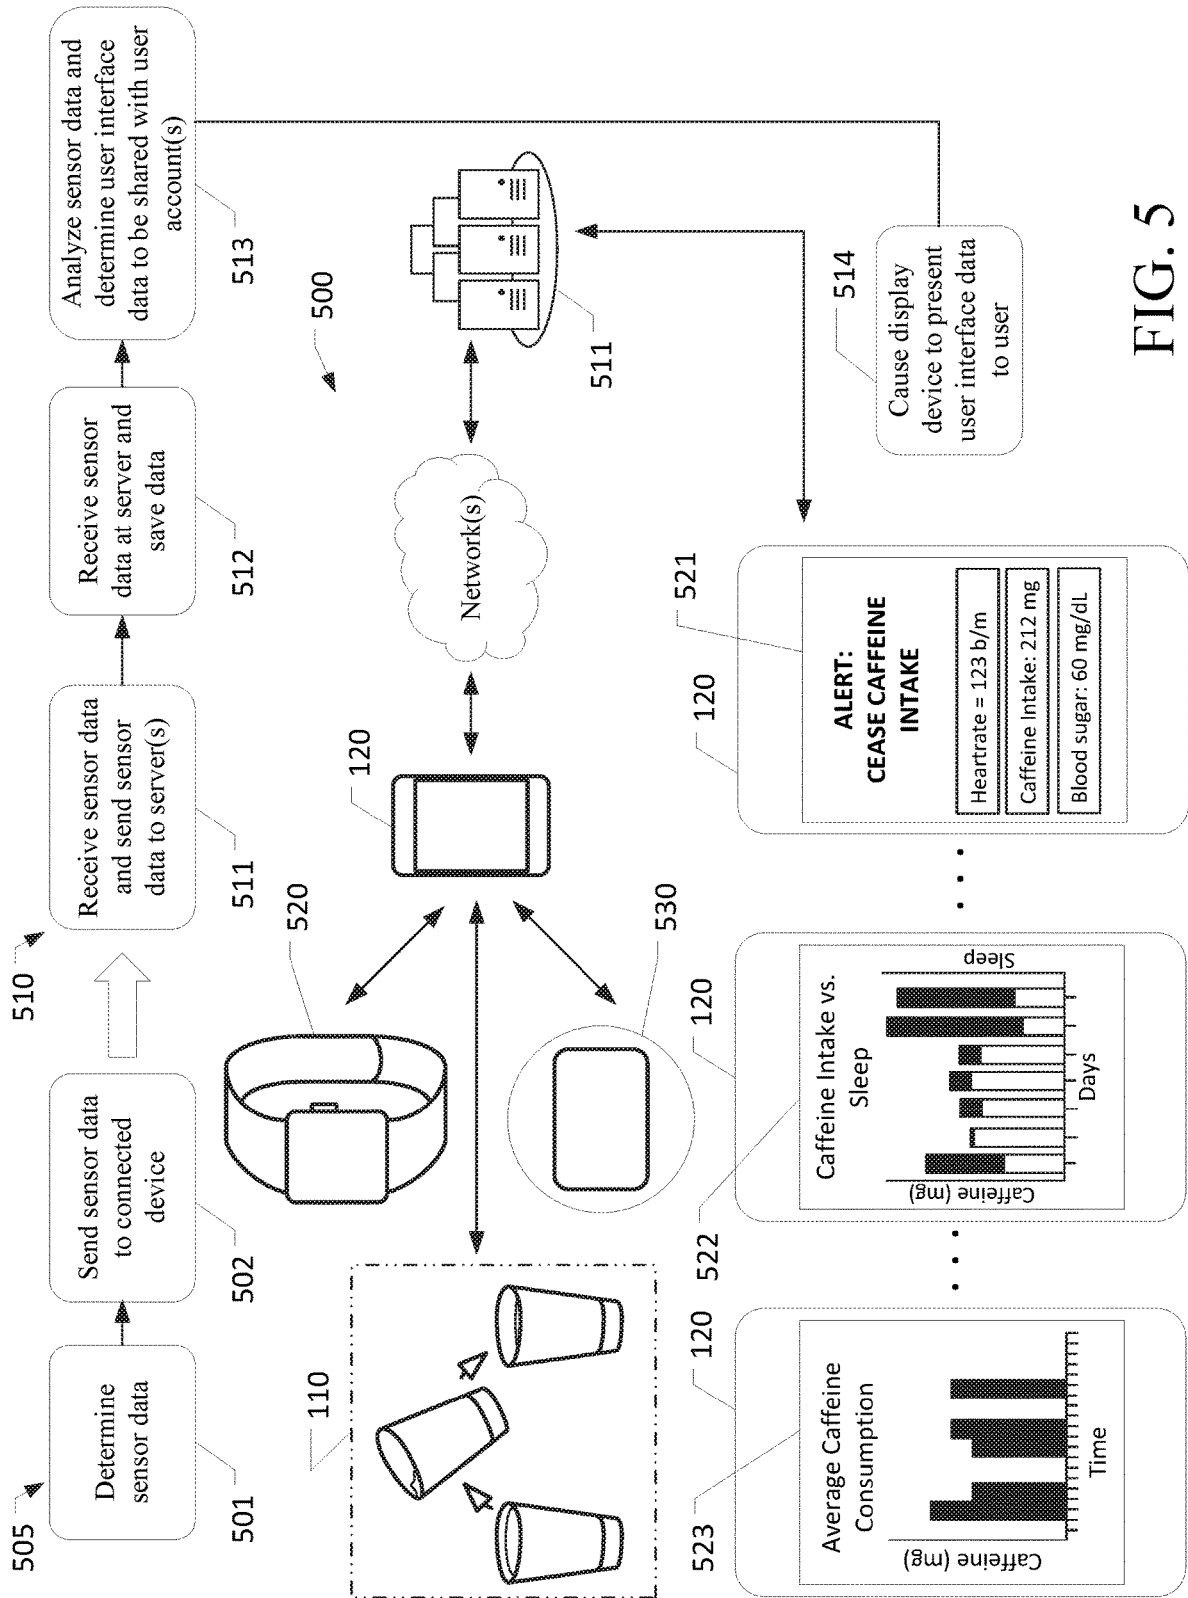 505
Determine
sensor data
501
Send sensor data
to connected
device
502
510
Receive sensor data
and send sensor
data to server(s)
511
Receive sensor
data at server and
save data
512
Analyze sensor data and
determine user interface
data to be shared with user
account(s)
513
110
520
530
120
Network(s)
500
511
514
Cause display
device to present
user interface data
to user
523
120
Average Caffeine
Consumption
Caffeine (mg)
Time
522
120
Caffeine Intake vs.
Sleep
Caffeine (mg)
Sleep
Days
120
521
ALERT:
CEASE CAFFEINE
INTAKE
Heartrate = 123 b/m
Caffeine Intake: 212 mg
Blood sugar: 60 mg/dL
FIG. 5